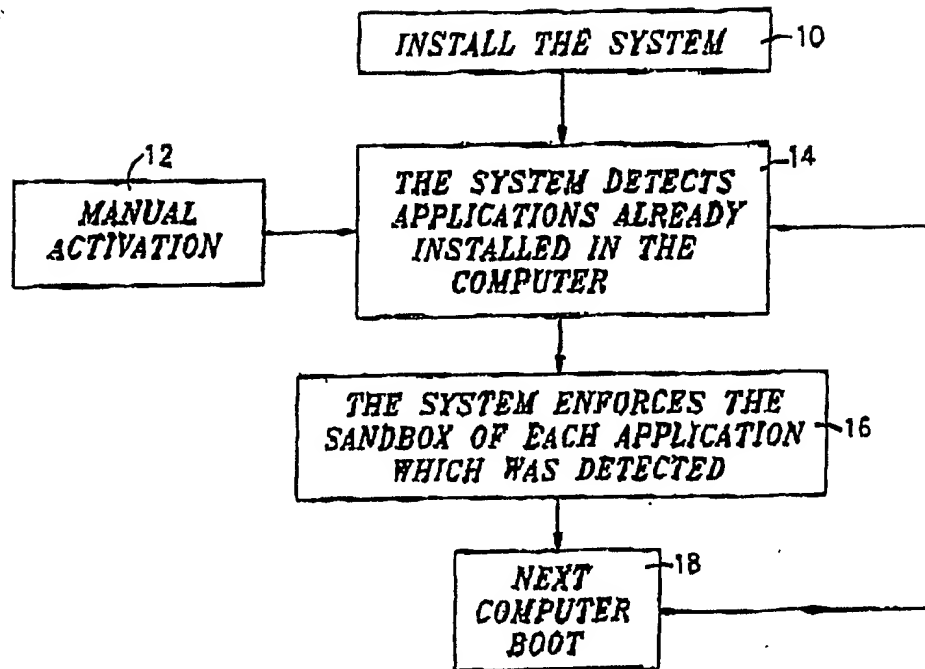 INSTALL THE SYSTEM
10
12
MANUAL
ACTIVATION
14
THE SYSTEM DETECTS
APPLICATIONS ALREADY
INSTALLED IN THE
COMPUTER
THE SYSTEM ENFORCES THE
SANDBOX OF EACH APPLICATION
WHICH WAS DETECTED
16
18
NEXT
COMPUTER
BOOT